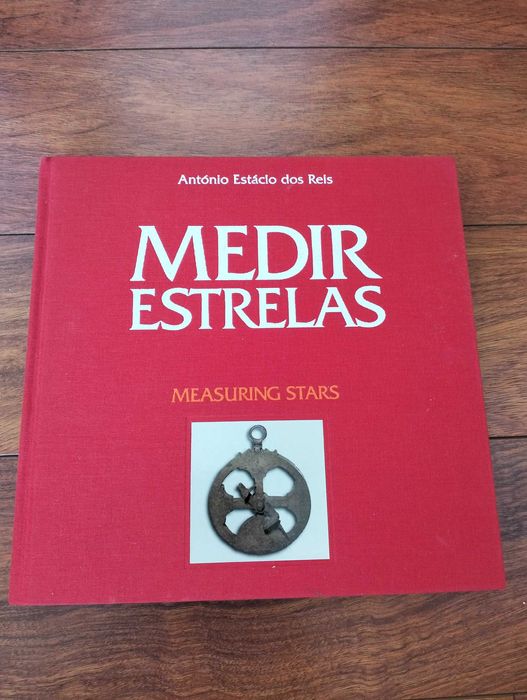 António Estácio dos Reis
MEDIR
ESTRELAS
MEASURING STARS